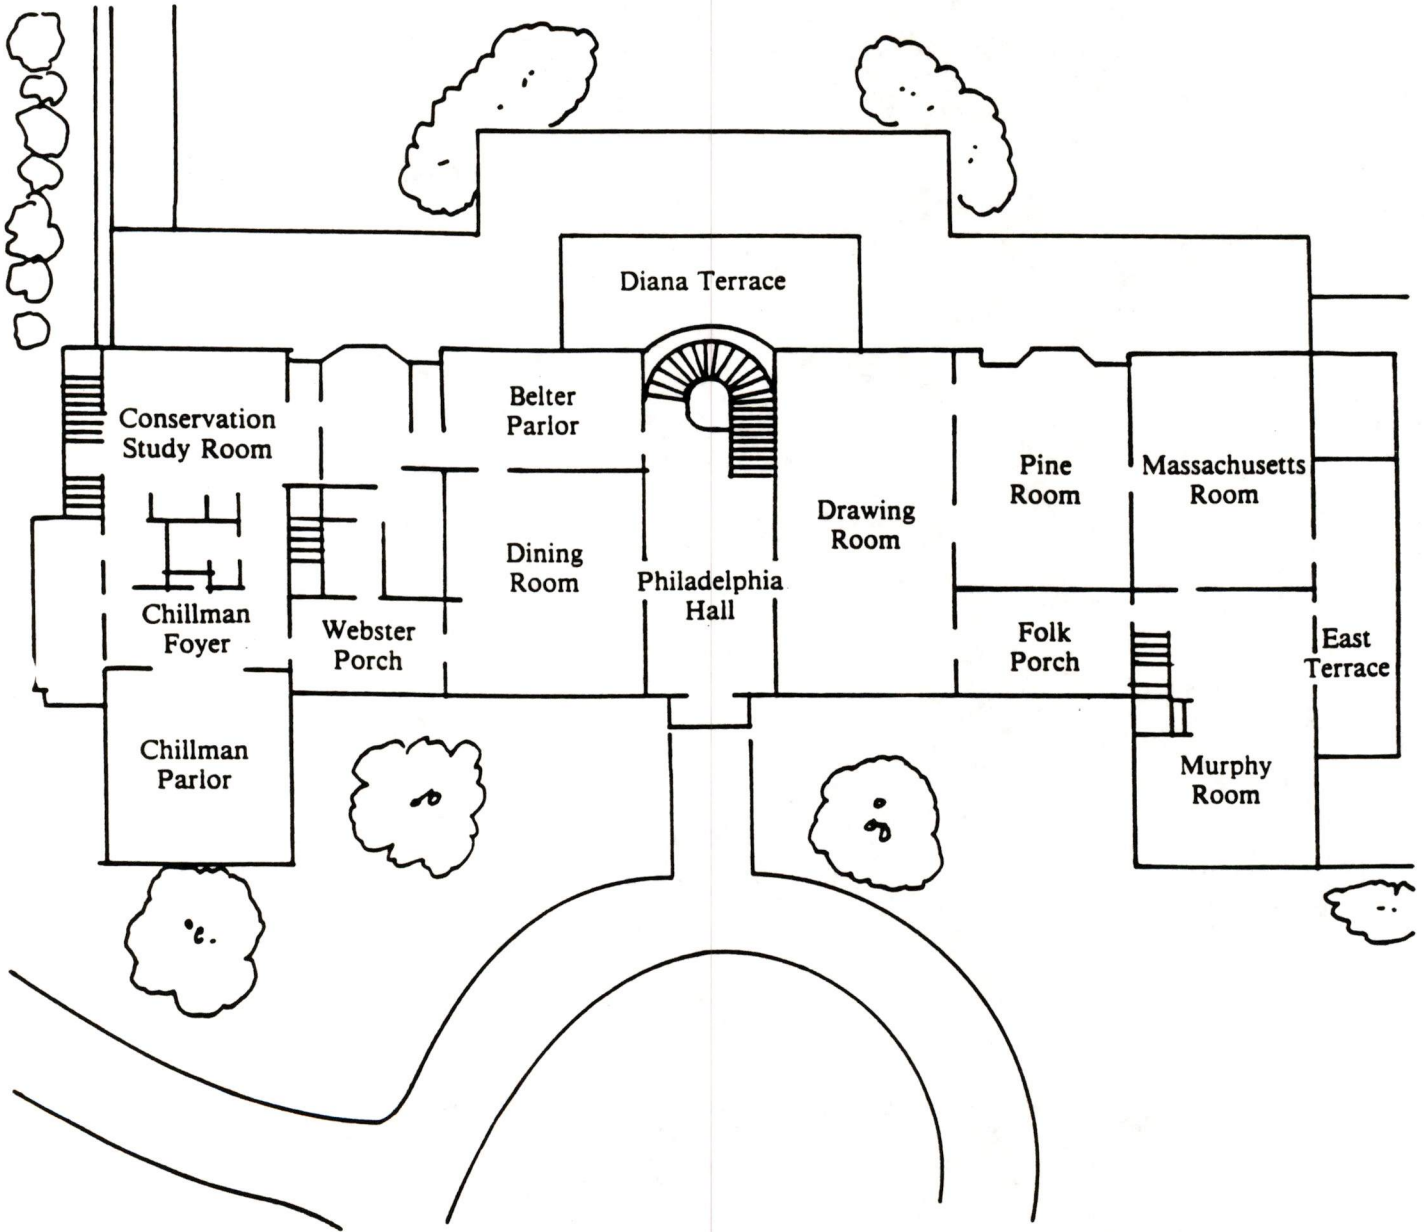 Diana Terrace
Conservation
Study Room
Belter
Parlor
Pine
Room
Massachusetts
Room
Drawing
Room
Dining
Room
Philadelphia
Hall
Chillman
Foyer
Webster
Porch
Folk
Porch
East
Terrace
Chillman
Parlor
Murphy
Room